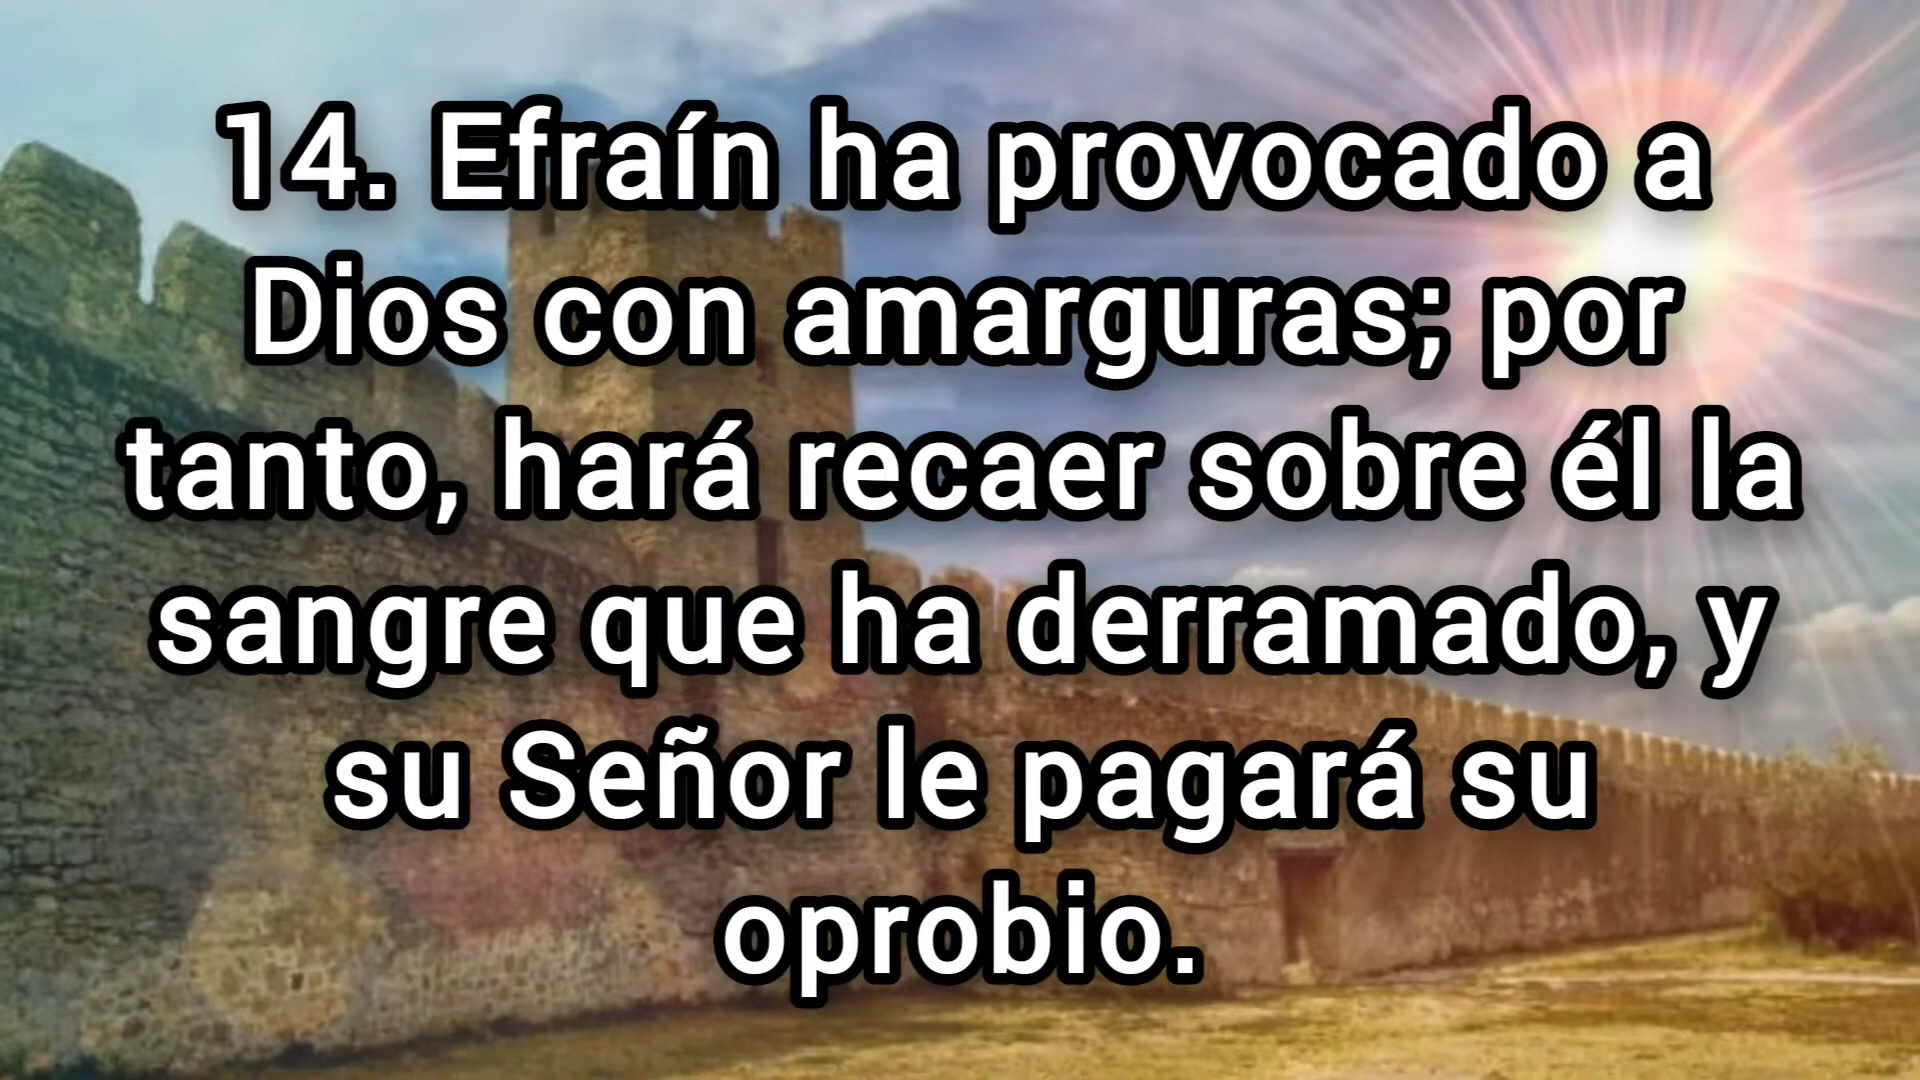 14. Efraín ha provocado a
Dios con amarguras; por
tanto, hará recaer sobre él la
sangre que ha derramado, y
su Señor le pagará su
oprobio.